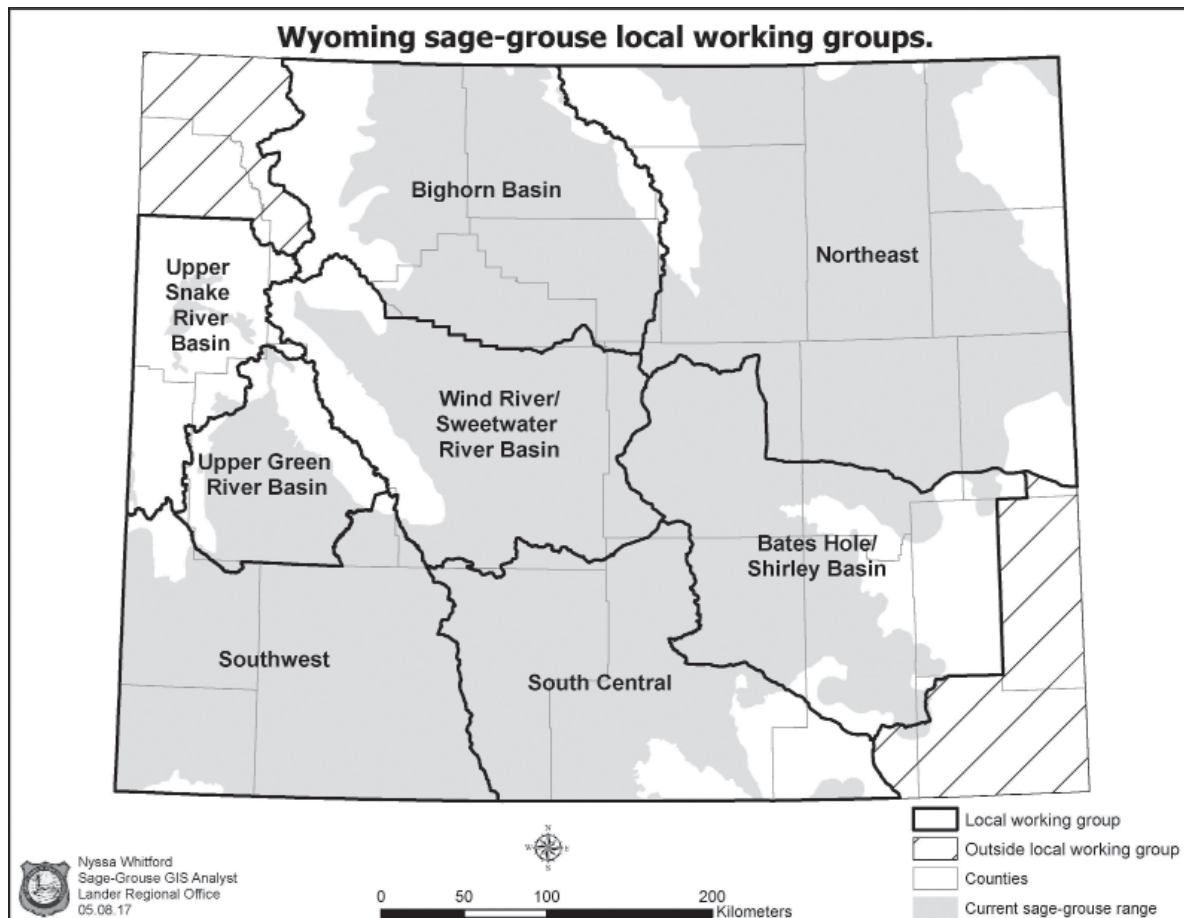 Wyoming sage-grouse local working groups.
Bighorn Basin
Northeast
Upper
Snake
River
Basin
Wind River/
Sweetwater
River Basin
Upper Green
River Basin
Bates Hole/
Shirley Basin
Southwest
South Central
N
W
E
S
Nyssa Whitford
Sage-Grouse GIS Analyst
Lander Regional Office
05.08.17
0 50 100 200
Kilometers
Local working group
Outside local working group
Counties
Current sage-grouse range